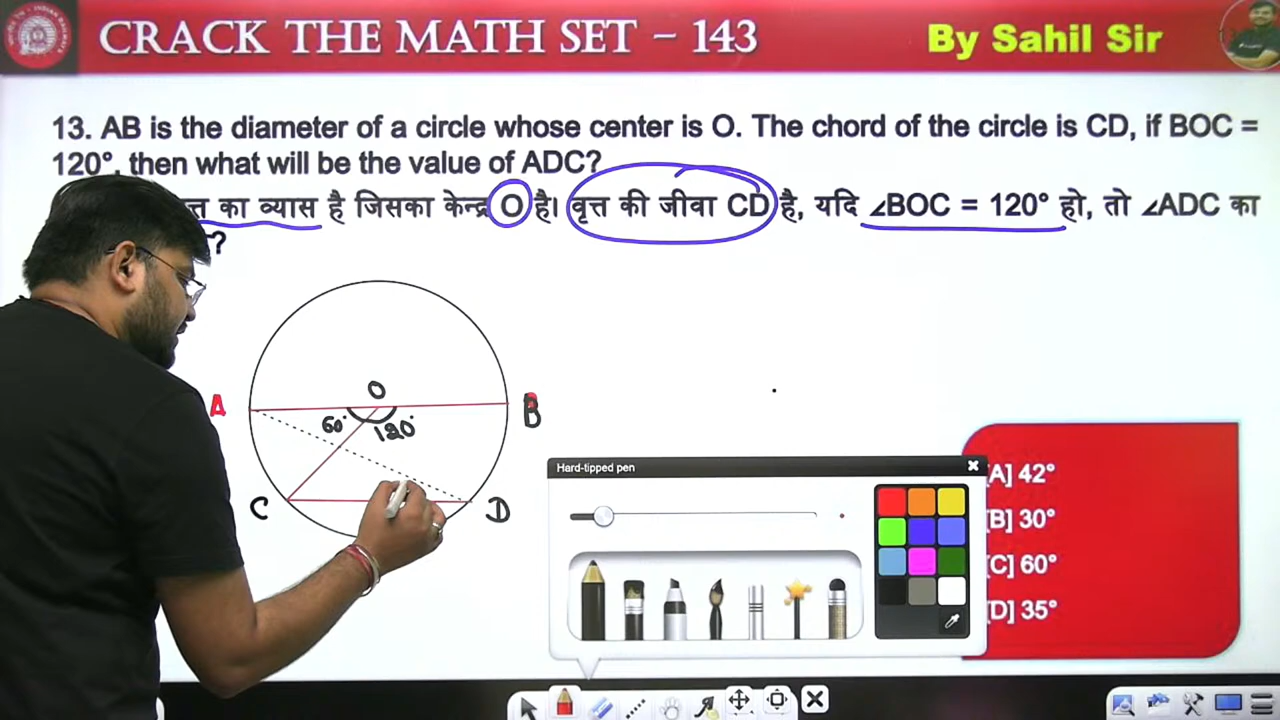 CRACK THE MATH SET – 143
By Sahil Sir
13. AB is the diameter of a circle whose center is O. The chord of the circle is CD, if BOC =
120°, then what will be the value of ADC?
का व्यास है जिसका केन्द्र O है। वृत्त की जीवा CD है, यदि ∠BOC = 120° हो, तो ∠ADC का
?
O
A
B
60°
120°
C
D
Hard-tipped pen
[A] 42°
[B] 30°
[C] 60°
[D] 35°